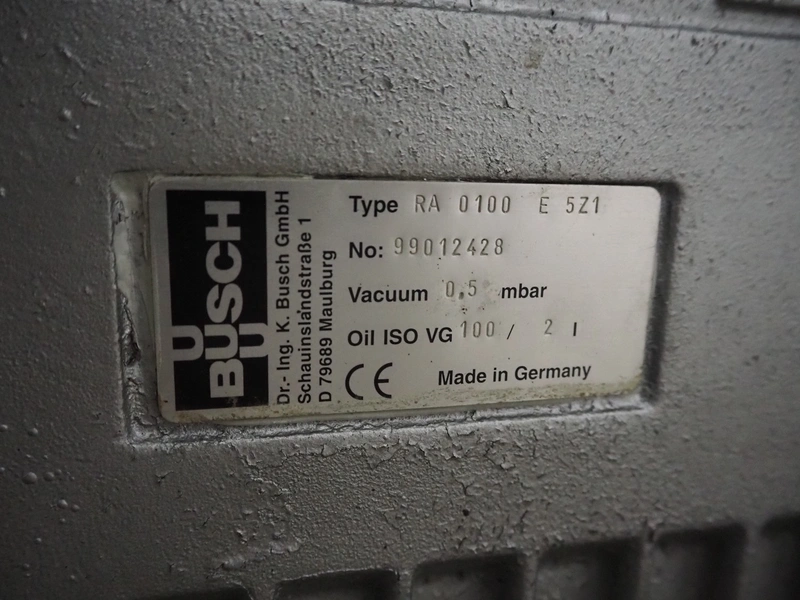 BUSCH
Dr.- Ing. K. Busch GmbH
Schauinslandstraße 1
D 79689 Maulburg
Type RA 0100 E 5Z1
No: 99012428
Vacuum 0,5 mbar
Oil ISO VG 100 / 2 l
CE Made in Germany